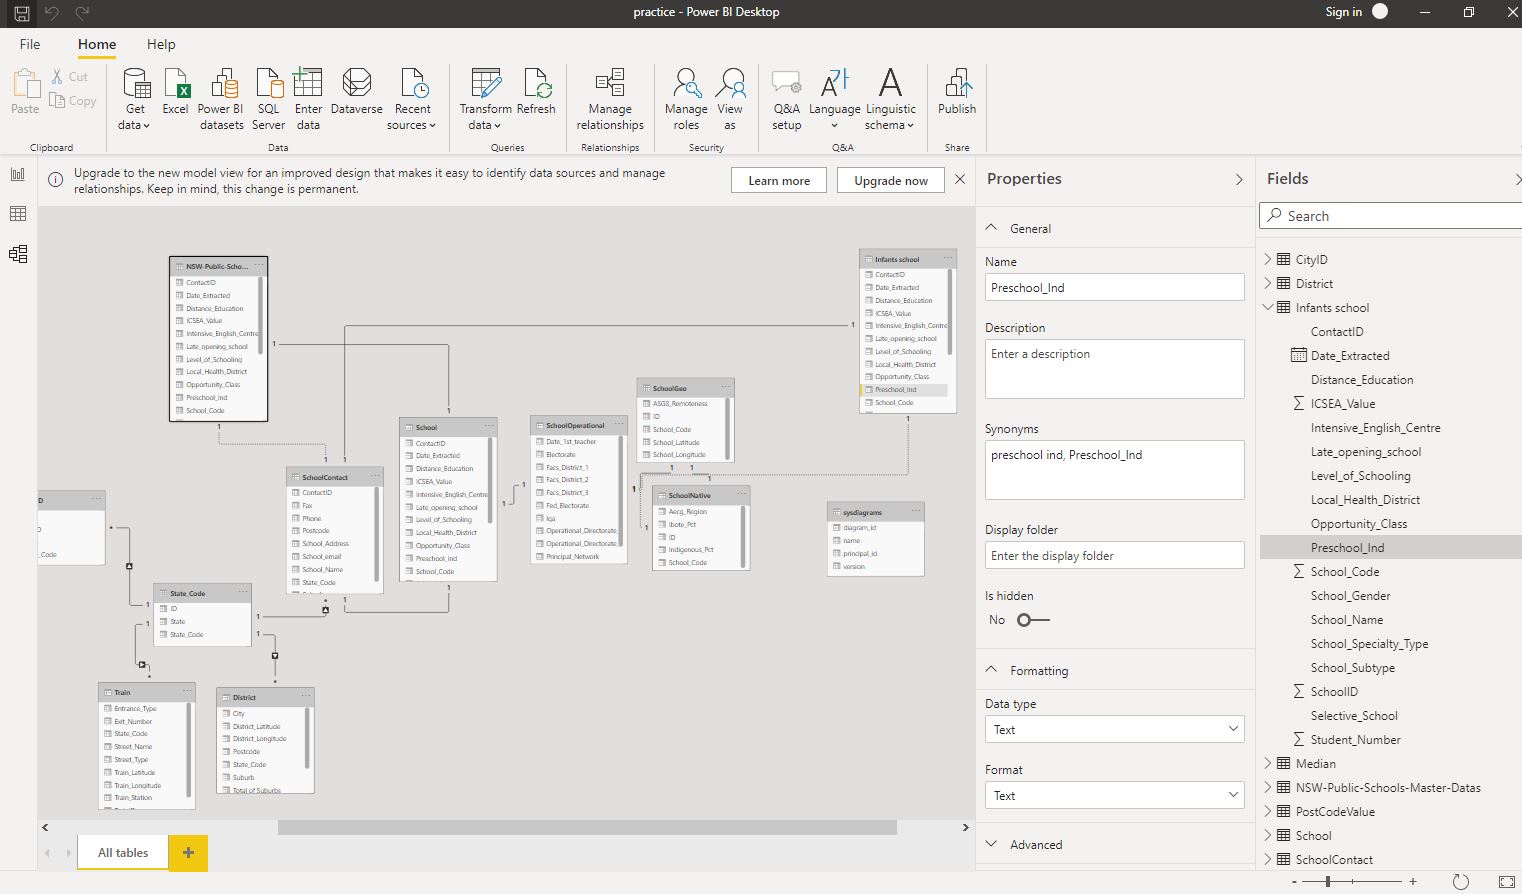 practice - Power BI Desktop
Sign in
File
Home
Help
Paste
Cut
Copy
Get data
Excel
Power BI datasets
SQL Server
Enter data
Dataverse
Recent sources
Transform data
Refresh
Manage relationships
Manage roles
View as
Q&A setup
Language
Linguistic schema
Publish
Clipboard
Data
Queries
Relationships
Security
Q&A
Share
Upgrade to the new model view for an improved design that makes it easy to identify data sources and manage
relationships. Keep in mind, this change is permanent.
Learn more
Upgrade now
NSW-Public-Scho...
ContactID
Date_Extracted
Distance_Education
ICSEA_Value
Intensive_English_Centre
Late_opening_school
Level_of_Schooling
Local_Health_District
Opportunity_Class
Preschool_Ind
School_Code
Infants school
ContactID
Date_Extracted
Distance_Education
ICSEA_Value
Intensive_English_Centre
Late_opening_school
Level_of_Schooling
Local_Health_District
Opportunity_Class
Preschool_Ind
School_Code
SchoolGeo
ASGS_Remoteness
ID
School_Code
School_Latitude
School_Longitude
School
ContactID
Date_Extracted
Distance_Education
ICSEA_Value
Intensive_English_Centre
Late_opening_school
Level_of_Schooling
Local_Health_District
Opportunity_Class
Preschool_Ind
School_Code
SchoolOperational
Date_1st_teacher
Electorate
Facs_District_1
Facs_District_2
Facs_District_3
Fed_Electorate
lga
Operational_Directorate
Operational_Directorate_
Principal_Network
SchoolContact
ContactID
Fax
Phone
Postcode
School_Address
School_email
School_Name
State_Code
SchoolNative
Aecg_Region
lbote_Pct
ID
Indigenous_Pct
School_Code
sysdiagrams
diagram_id
name
principal_id
version
D
D
_Code
State_Code
ID
State
State_Code
Train
Entrance_Type
Exit_Number
State_Code
Street_Name
Street_Type
Train_Latitude
Train_Longitude
Train_Station
District
City
District_Latitude
District_Longitude
Postcode
State_Code
Suburb
Total of Suburbs
All tables
Properties
General
Name
Preschool_Ind
Description
Enter a description
Synonyms
preschool ind, Preschool_Ind
Display folder
Enter the display folder
Is hidden
No
Formatting
Data type
Text
Format
Text
Advanced
Fields
Search
CityID
District
Infants school
ContactID
Date_Extracted
Distance_Education
ICSEA_Value
Intensive_English_Centre
Late_opening_school
Level_of_Schooling
Local_Health_District
Opportunity_Class
Preschool_Ind
School_Code
School_Gender
School_Name
School_Specialty_Type
School_Subtype
SchoolID
Selective_School
Student_Number
Median
NSW-Public-Schools-Master-Datas
PostCodeValue
School
SchoolContact